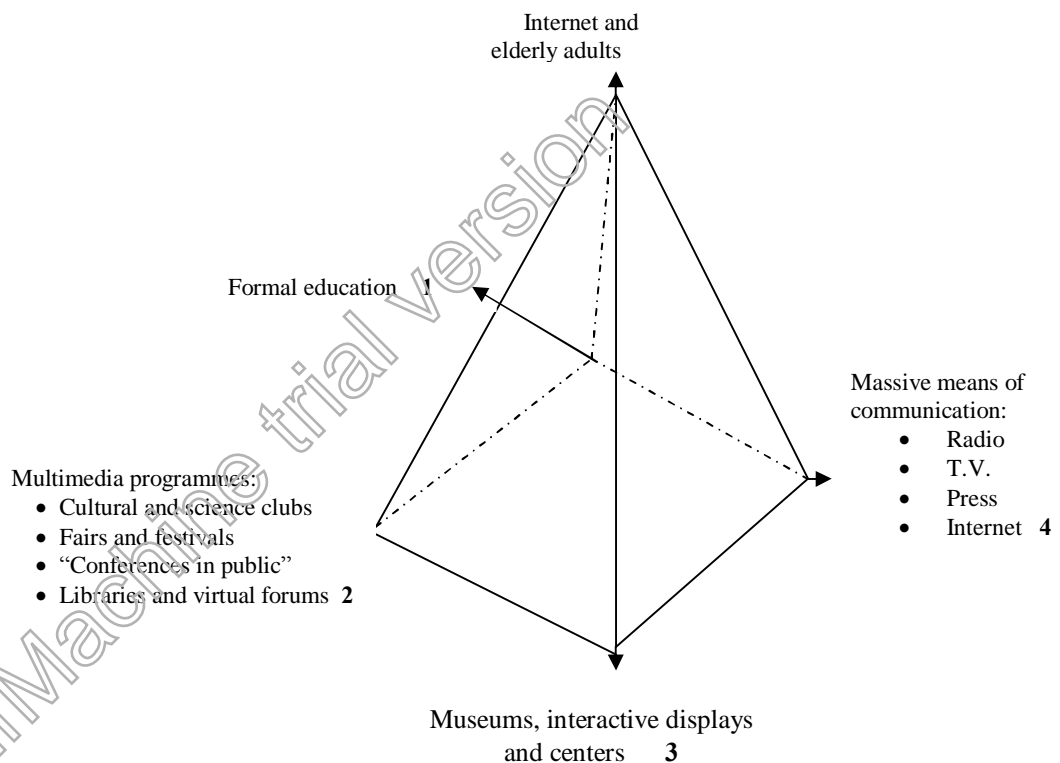 Internet and
elderly adults
Formal education 1
Massive means of
communication:
• Radio
• T.V.
• Press
• Internet 4
Multimedia programmes:
• Cultural and science clubs
• Fairs and festivals
• “Conferences in public”
• Libraries and virtual forums 2
Museums, interactive displays
and centers 3
Machine trial version